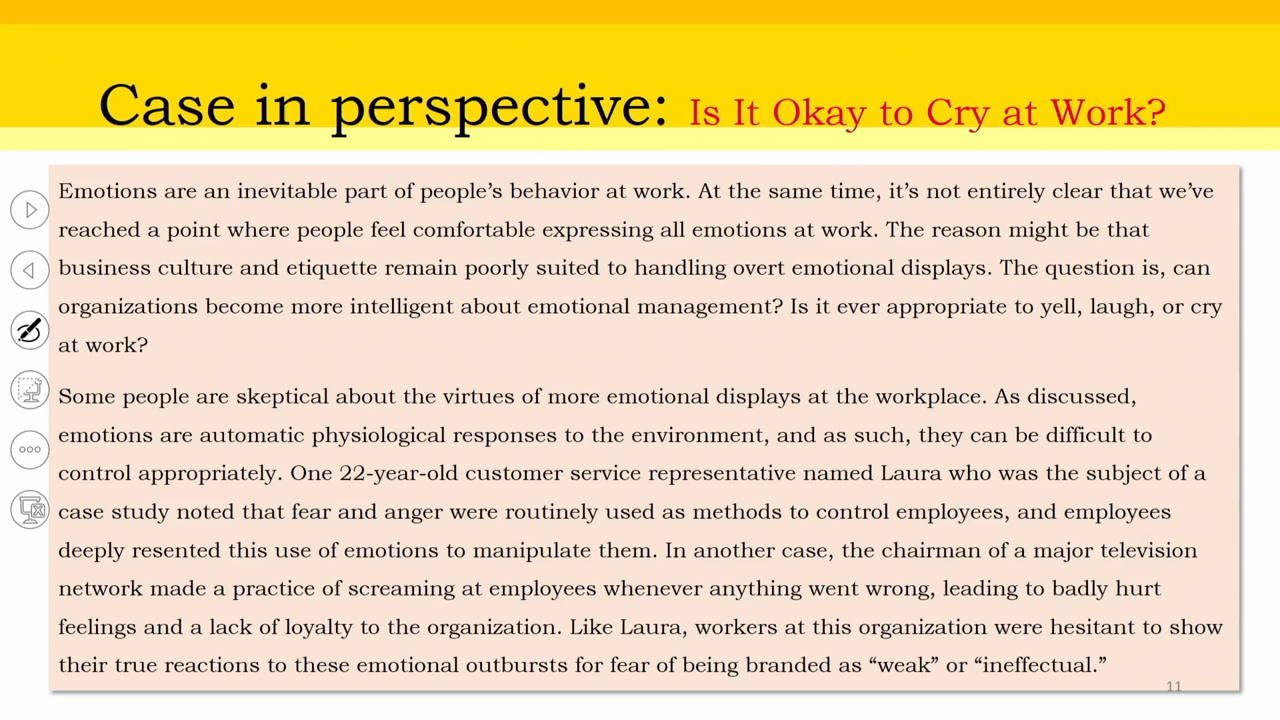 Case in perspective: Is It Okay to Cry at Work?
Emotions are an inevitable part of people’s behavior at work. At the same time, it’s not entirely clear that we’ve
reached a point where people feel comfortable expressing all emotions at work. The reason might be that
business culture and etiquette remain poorly suited to handling overt emotional displays. The question is, can
organizations become more intelligent about emotional management? Is it ever appropriate to yell, laugh, or cry
at work?
Some people are skeptical about the virtues of more emotional displays at the workplace. As discussed,
emotions are automatic physiological responses to the environment, and as such, they can be difficult to
control appropriately. One 22-year-old customer service representative named Laura who was the subject of a
case study noted that fear and anger were routinely used as methods to control employees, and employees
deeply resented this use of emotions to manipulate them. In another case, the chairman of a major television
network made a practice of screaming at employees whenever anything went wrong, leading to badly hurt
feelings and a lack of loyalty to the organization. Like Laura, workers at this organization were hesitant to show
their true reactions to these emotional outbursts for fear of being branded as “weak” or “ineffectual.”
11